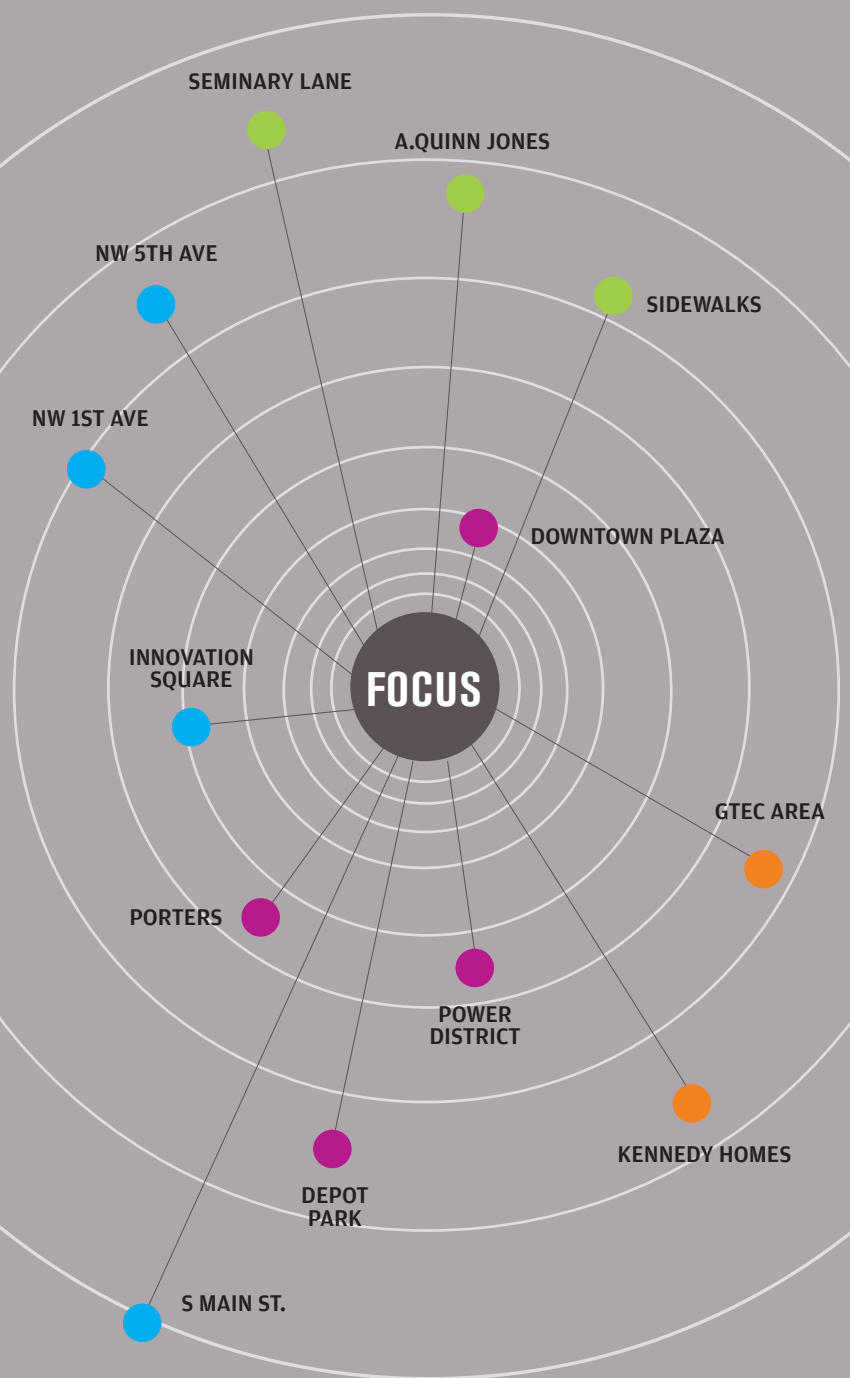 SEMINARY LANE
A.QUINN JONES
NW 5TH AVE
SIDEWALKS
NW 1ST AVE
DOWNTOWN PLAZA
INNOVATION
SQUARE
FOCUS
GTEC AREA
PORTERS
POWER
DISTRICT
KENNEDY HOMES
DEPOT
PARK
S MAIN ST.